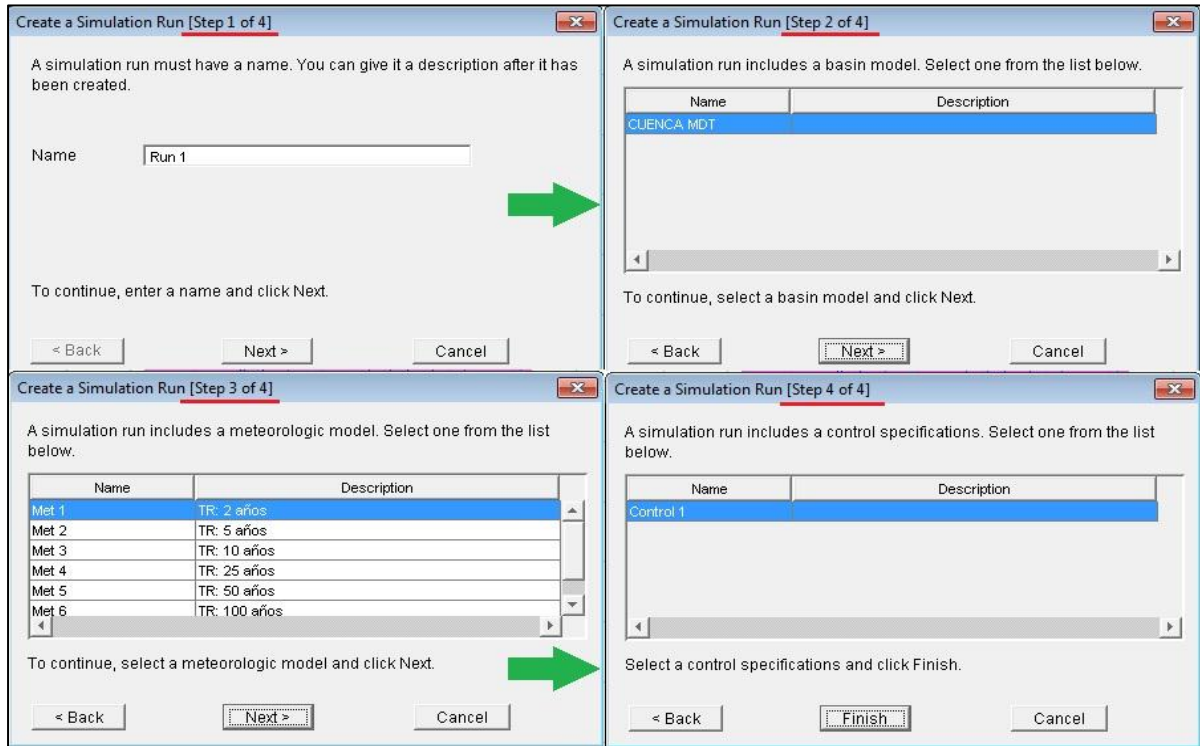 Create a Simulation Run [Step 1 of 4]
A simulation run must have a name. You can give it a description after it has
been created.
Name Run 1
To continue, enter a name and click Next.
< Back Next > Cancel
Create a Simulation Run [Step 2 of 4]
A simulation run includes a basin model. Select one from the list below.
Name Description
CUENCA MDT
To continue, select a basin model and click Next.
< Back Next > Cancel
Create a Simulation Run [Step 3 of 4]
A simulation run includes a meteorologic model. Select one from the list
below.
Name Description
Met 1 TR: 2 años
Met 2 TR: 5 años
Met 3 TR: 10 años
Met 4 TR: 25 años
Met 5 TR: 50 años
Met 6 TR: 100 años
To continue, select a meteorologic model and click Next.
< Back Next > Cancel
Create a Simulation Run [Step 4 of 4]
A simulation run includes a control specifications. Select one from the list
below.
Name Description
Control 1
Select a control specifications and click Finish.
< Back Finish Cancel